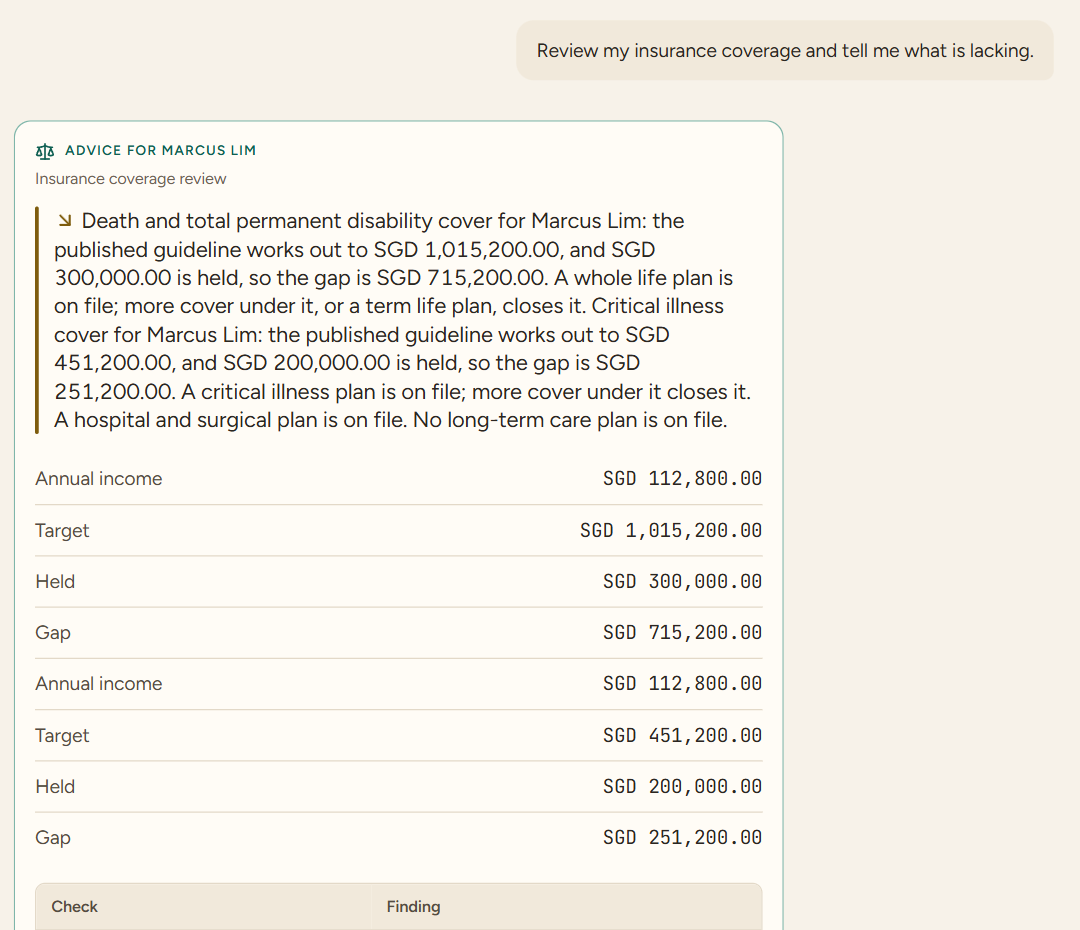 Review my insurance coverage and tell me what is lacking.
ADVICE FOR MARCUS LIM
Insurance coverage review
Death and total permanent disability cover for Marcus Lim: the
published guideline works out to SGD 1,015,200.00, and SGD
300,000.00 is held, so the gap is SGD 715,200.00. A whole life plan is
on file; more cover under it, or a term life plan, closes it. Critical illness
cover for Marcus Lim: the published guideline works out to SGD
451,200.00, and SGD 200,000.00 is held, so the gap is SGD
251,200.00. A critical illness plan is on file; more cover under it closes it.
A hospital and surgical plan is on file. No long-term care plan is on file.
Annual income SGD 112,800.00
Target SGD 1,015,200.00
Held SGD 300,000.00
Gap SGD 715,200.00
Annual income SGD 112,800.00
Target SGD 451,200.00
Held SGD 200,000.00
Gap SGD 251,200.00
Check Finding